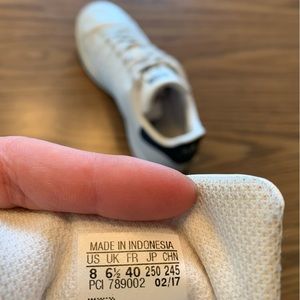 MADE IN INDONESIA
US UK FR JP CHN
8 6½ 40 250 245
PCI 789002 02/17